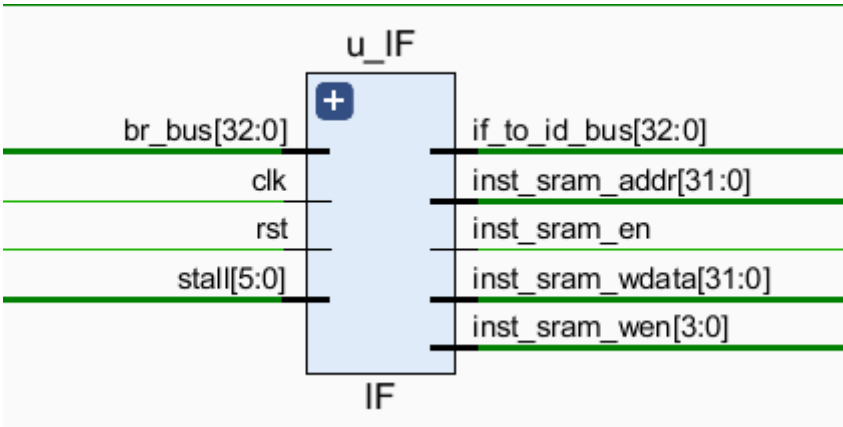 u_IF
br_bus[32:0]
clk
rst
stall[5:0]
if_to_id_bus[32:0]
inst_sram_addr[31:0]
inst_sram_en
inst_sram_wdata[31:0]
inst_sram_wen[3:0]
IF